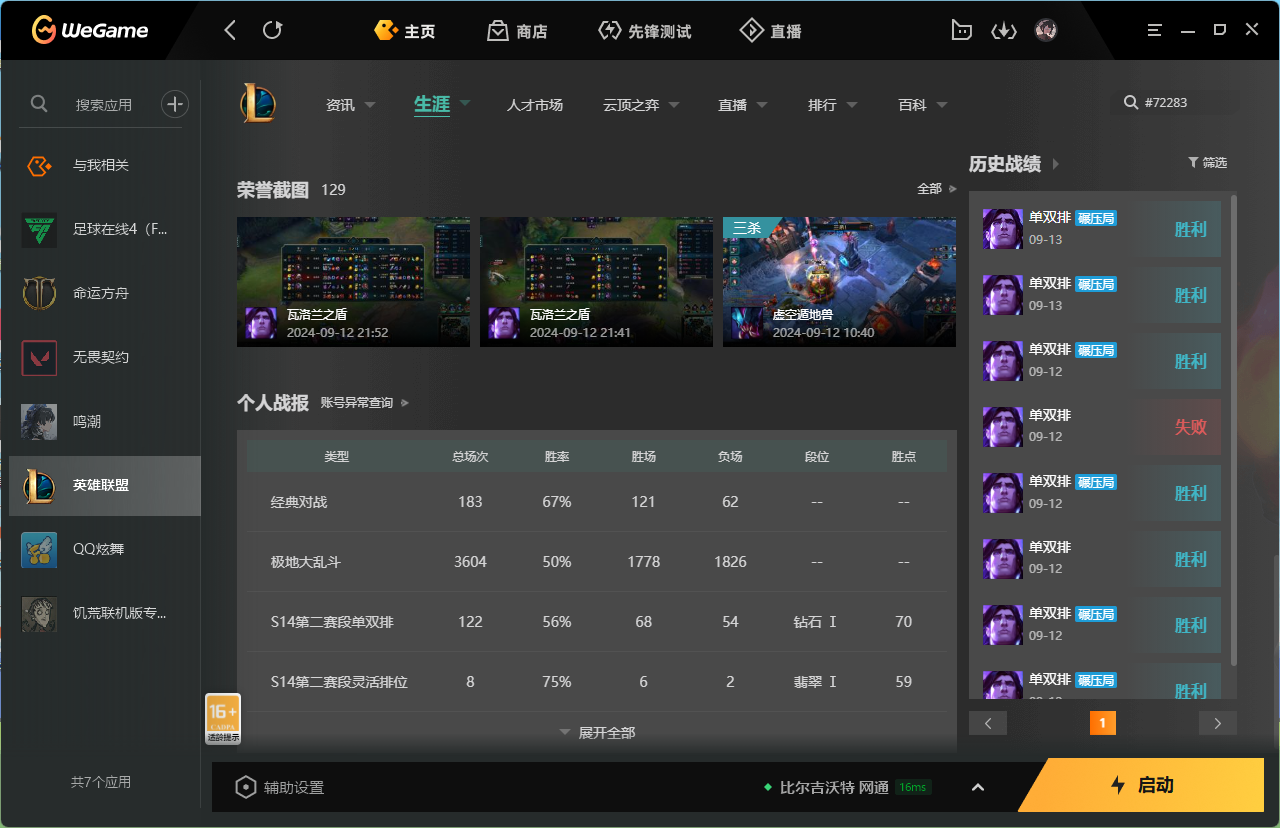 WeGame
主页
商店
先锋测试
直播
搜索应用
与我相关
足球在线4（F...
命运方舟
无畏契约
鸣潮
英雄联盟
QQ炫舞
饥荒联机版专...
共7个应用
资讯
生涯
人才市场
云顶之弈
直播
排行
百科
#72283
荣誉截图 129
全部
瓦洛兰之盾
2024-09-12 21:52
瓦洛兰之盾
2024-09-12 21:41
三杀
虚空遁地兽
2024-09-12 10:40
个人战报 账号异常查询
类型 总场次 胜率 胜场 负场 段位 胜点
经典对战 183 67% 121 62 -- --
极地大乱斗 3604 50% 1778 1826 -- --
S14第二赛段单双排 122 56% 68 54 钻石 I 70
S14第二赛段灵活排位 8 75% 6 2 翡翠 I 59
展开全部
16+
CADPA
适龄提示
历史战绩
筛选
单双排 碾压局
09-13
胜利
单双排 碾压局
09-13
胜利
单双排 碾压局
09-12
胜利
单双排
09-12
失败
单双排 碾压局
09-12
胜利
单双排
09-12
胜利
单双排 碾压局
09-12
胜利
单双排 碾压局
胜利
1
辅助设置
比尔吉沃特 网通 16ms
启动